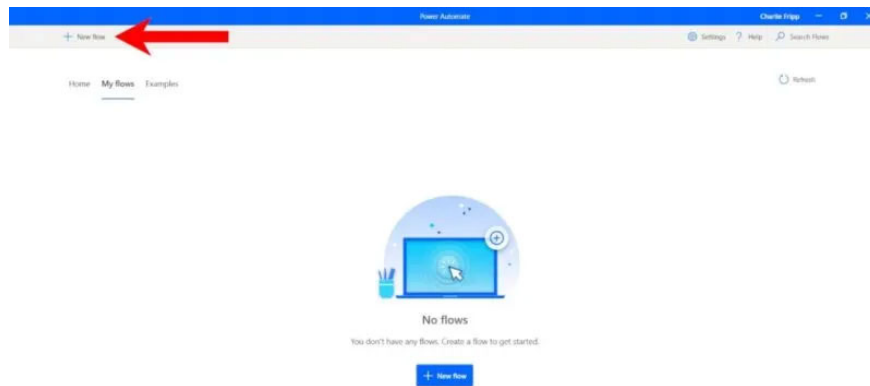 Power Automate
Charlie Fripp
+ New flow
Settings ? Help Search Flows
Home My flows Examples
Refresh
No flows
You don't have any flows. Create a flow to get started.
+ New flow